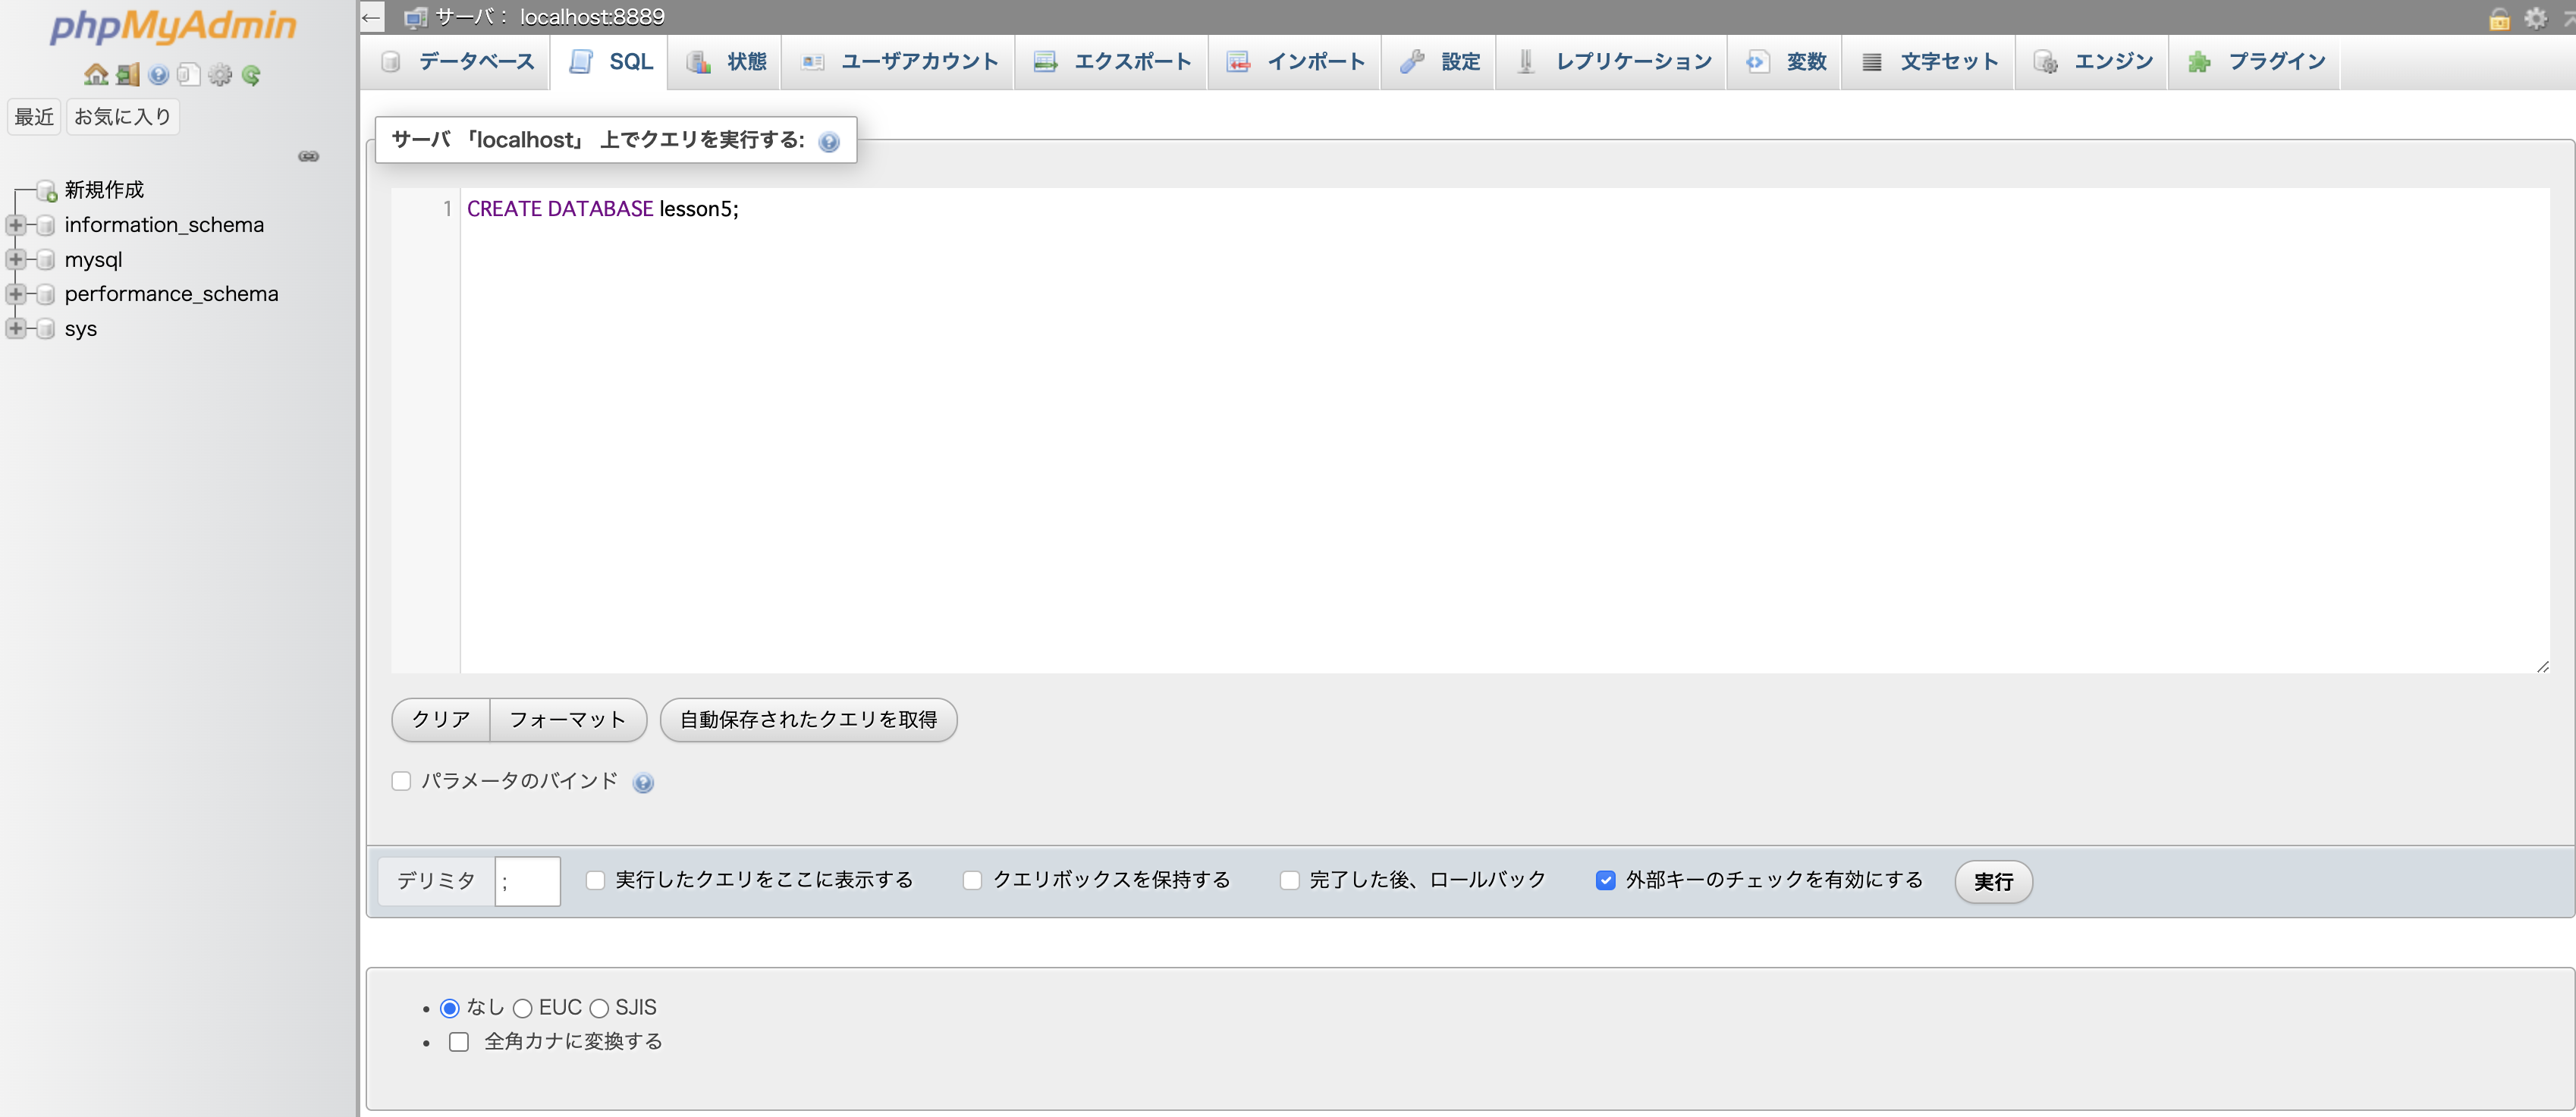 phpMyAdmin
最近 お気に入り
新規作成
information_schema
mysql
performance_schema
sys
サーバ： localhost:8889
データベース SQL 状態 ユーザアカウント エクスポート インポート 設定 レプリケーション 変数 文字セット エンジン プラグイン
サーバ 「localhost」 上でクエリを実行する:
1 CREATE DATABASE lesson5;
クリア フォーマット 自動保存されたクエリを取得
パラメータのバインド
デリミタ ; 実行したクエリをここに表示する クエリボックスを保持する 完了した後、ロールバック 外部キーのチェックを有効にする 実行
なし EUC SJIS
全角カナに変換する